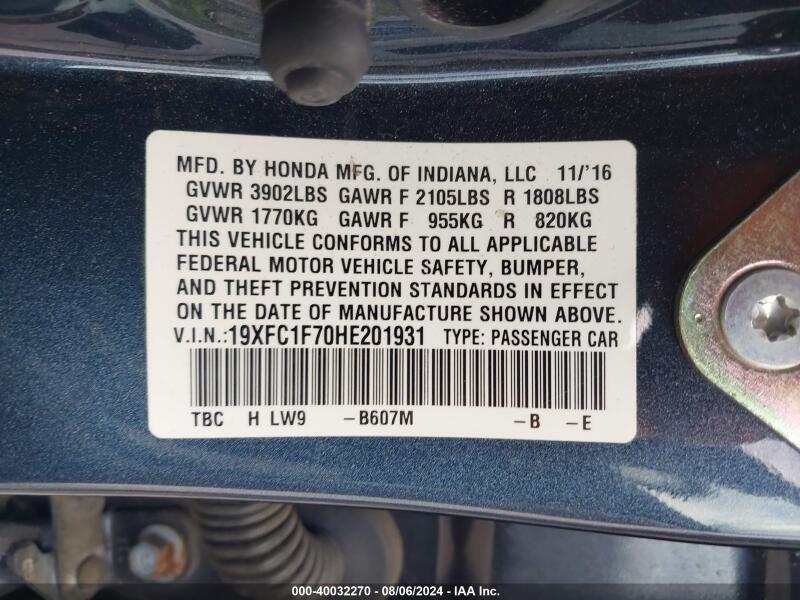 MFD. BY HONDA MFG. OF INDIANA, LLC 11/'16
GVWR 3902LBS GAWR F 2105LBS R 1808LBS
GVWR 1770KG GAWR F 955KG R 820KG
THIS VEHICLE CONFORMS TO ALL APPLICABLE
FEDERAL MOTOR VEHICLE SAFETY, BUMPER,
AND THEFT PREVENTION STANDARDS IN EFFECT
ON THE DATE OF MANUFACTURE SHOWN ABOVE.
V.I.N.:19XFC1F70HE201931 TYPE: PASSENGER CAR
TBC H LW9 -B607M -B -E
000-40032270 - 08/06/2024 - IAA Inc.